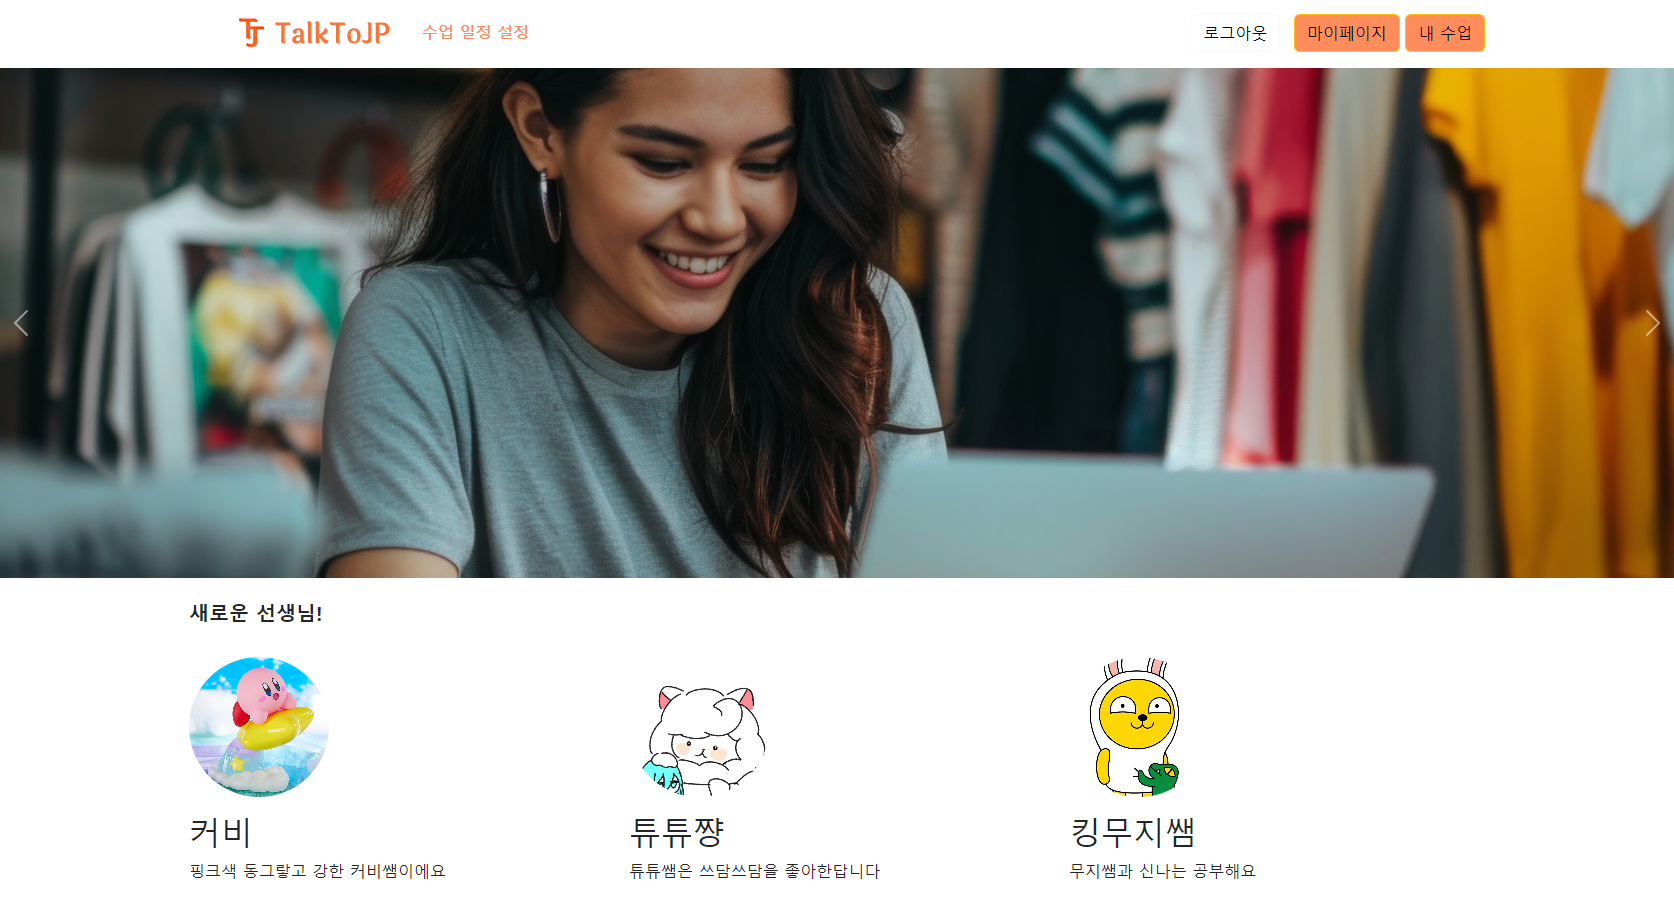 TalkToJP
수업 일정 설정
로그아웃
마이페이지
내 수업
새로운 선생님!
커비
튜튜쨩
킹무지쌤
핑크색 동그랗고 강한 커비쌤이에요
튜튜쌤은 쓰담쓰담을 좋아한답니다
무지쌤과 신나는 공부해요